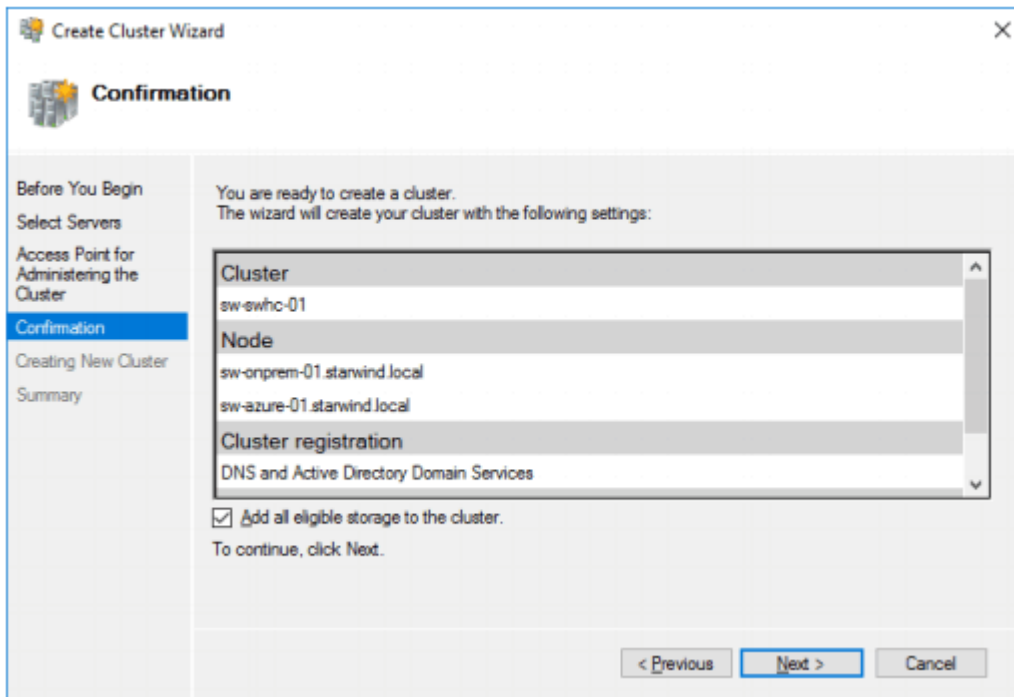 Create Cluster Wizard
Confirmation
Before You Begin
Select Servers
Access Point for
Administering the
Cluster
Confirmation
Creating New Cluster
Summary
You are ready to create a cluster.
The wizard will create your cluster with the following settings:
Cluster
sw-swhc-01
Node
sw-onprem-01.starwind.local
sw-azure-01.starwind.local
Cluster registration
DNS and Active Directory Domain Services
Add all eligible storage to the cluster.
To continue, click Next.
< Previous
Next >
Cancel